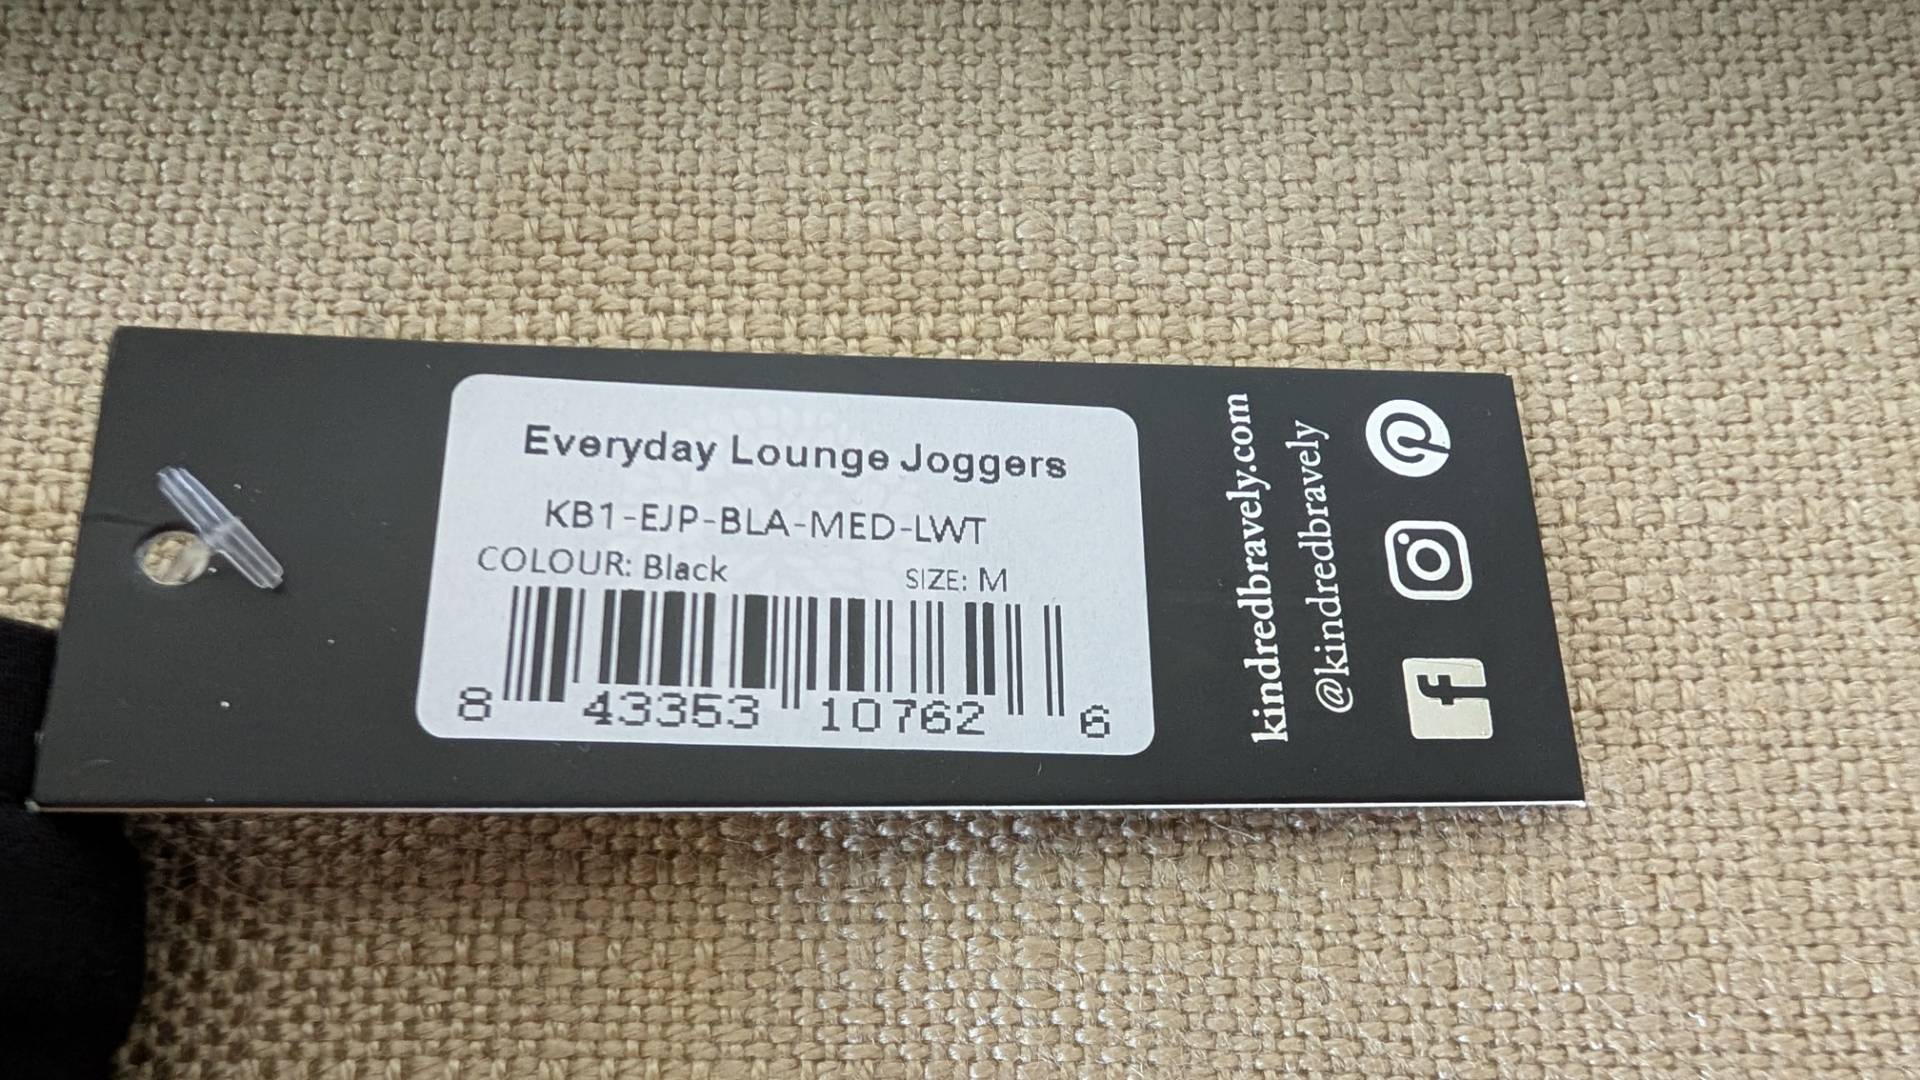 Everyday Lounge Joggers
KB1-EJP-BLA-MED-LWT
COLOUR: Black SIZE: M
8 43353 10762 6
kindredbravely.com
@kindredbravely